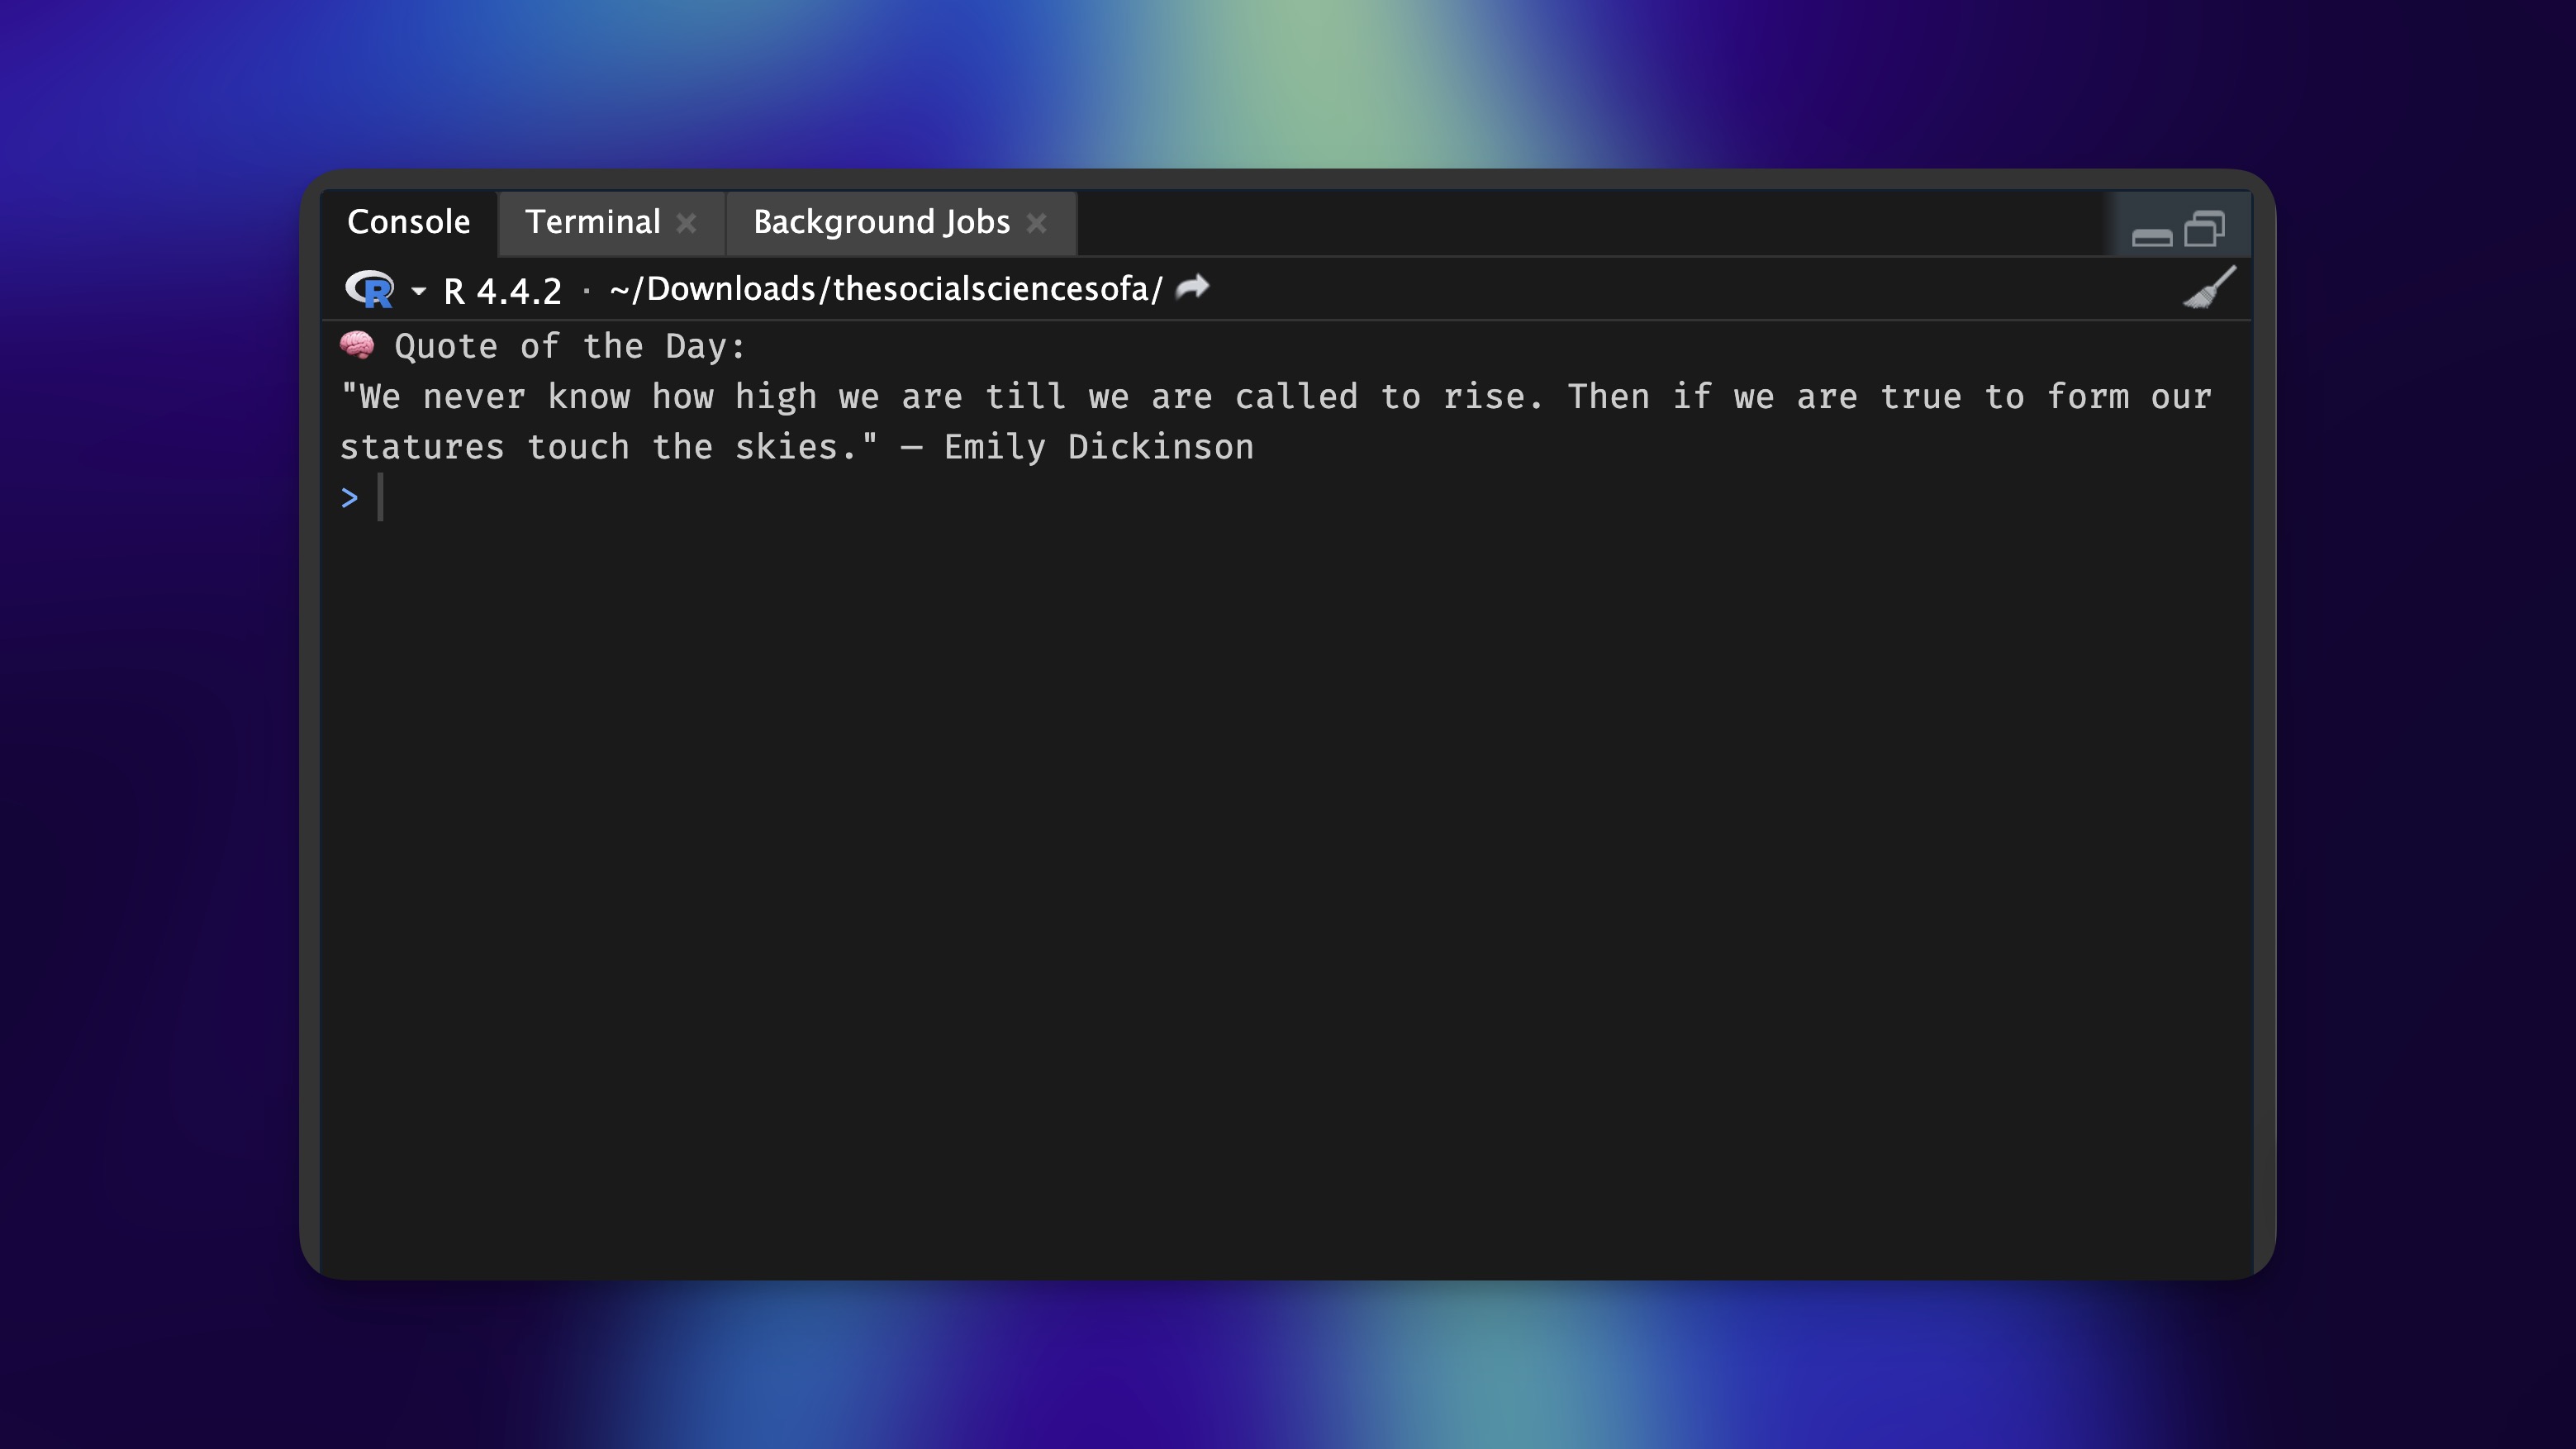 Console Terminal Background Jobs
R 4.4.2 · ~/Downloads/thesocialsciencesofa/
🧠 Quote of the Day:
"We never know how high we are till we are called to rise. Then if we are true to form our
statures touch the skies." — Emily Dickinson
>